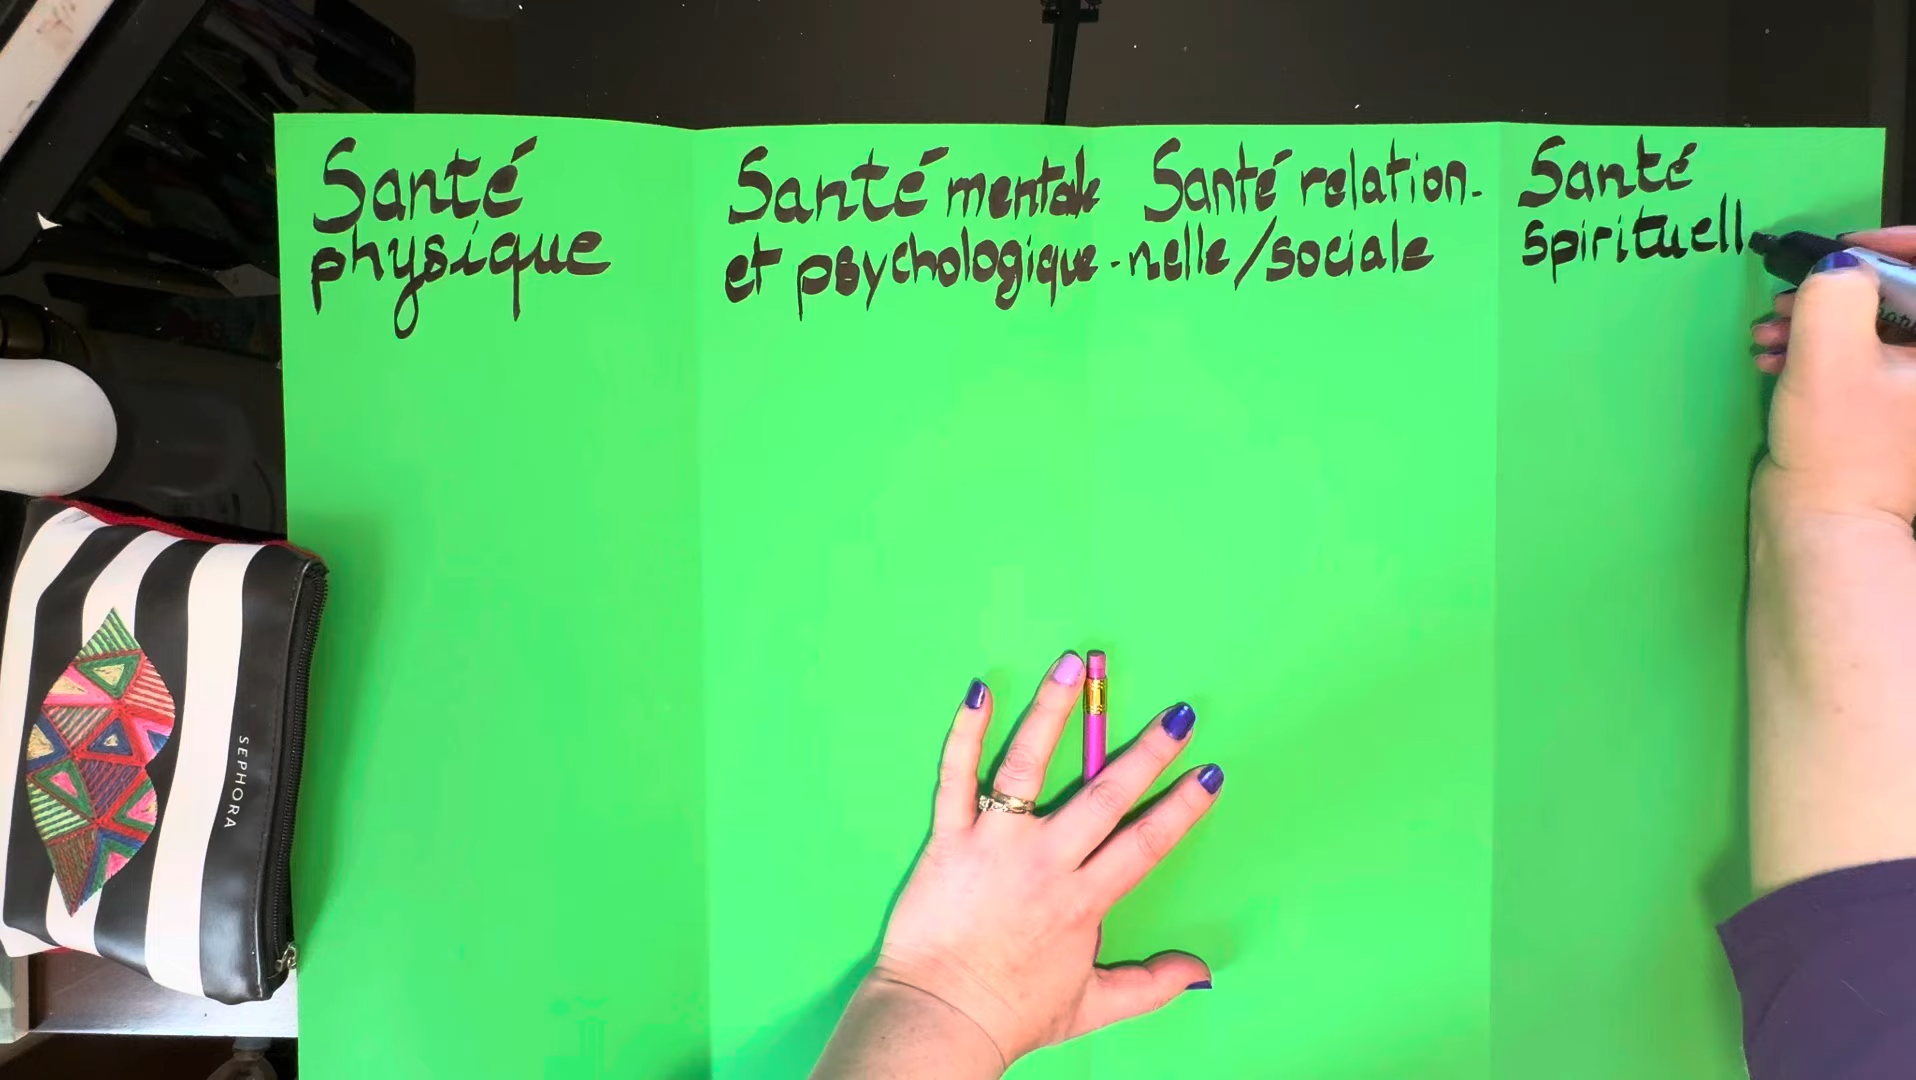 Santé
physique
Santé mentale
et psychologique
Santé relation-
-nelle/sociale
Santé
spirituell
SEPHORA